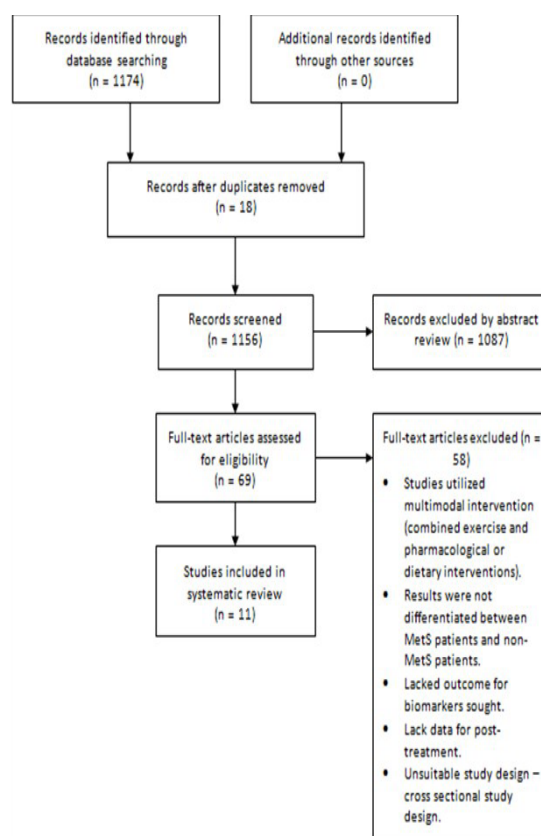 Records identified through
database searching
(n = 1174)
Additional records identified
through other sources
(n = 0)
Records after duplicates removed
(n = 18)
Records screened
(n = 1156)
Records excluded by abstract
review (n = 1087)
Full-text articles assessed
for eligibility
(n = 69)
Full-text articles excluded (n =
58)
• Studies utilized
multimodal intervention
(combined exercise and
pharmacological or
dietary interventions).
• Results were not
differentiated between
MetS patients and non-
MetS patients.
• Lacked outcome for
biomarkers sought.
• Lack data for post-
treatment.
• Unsuitable study design –
cross sectional study
design.
Studies included in
systematic review
(n = 11)